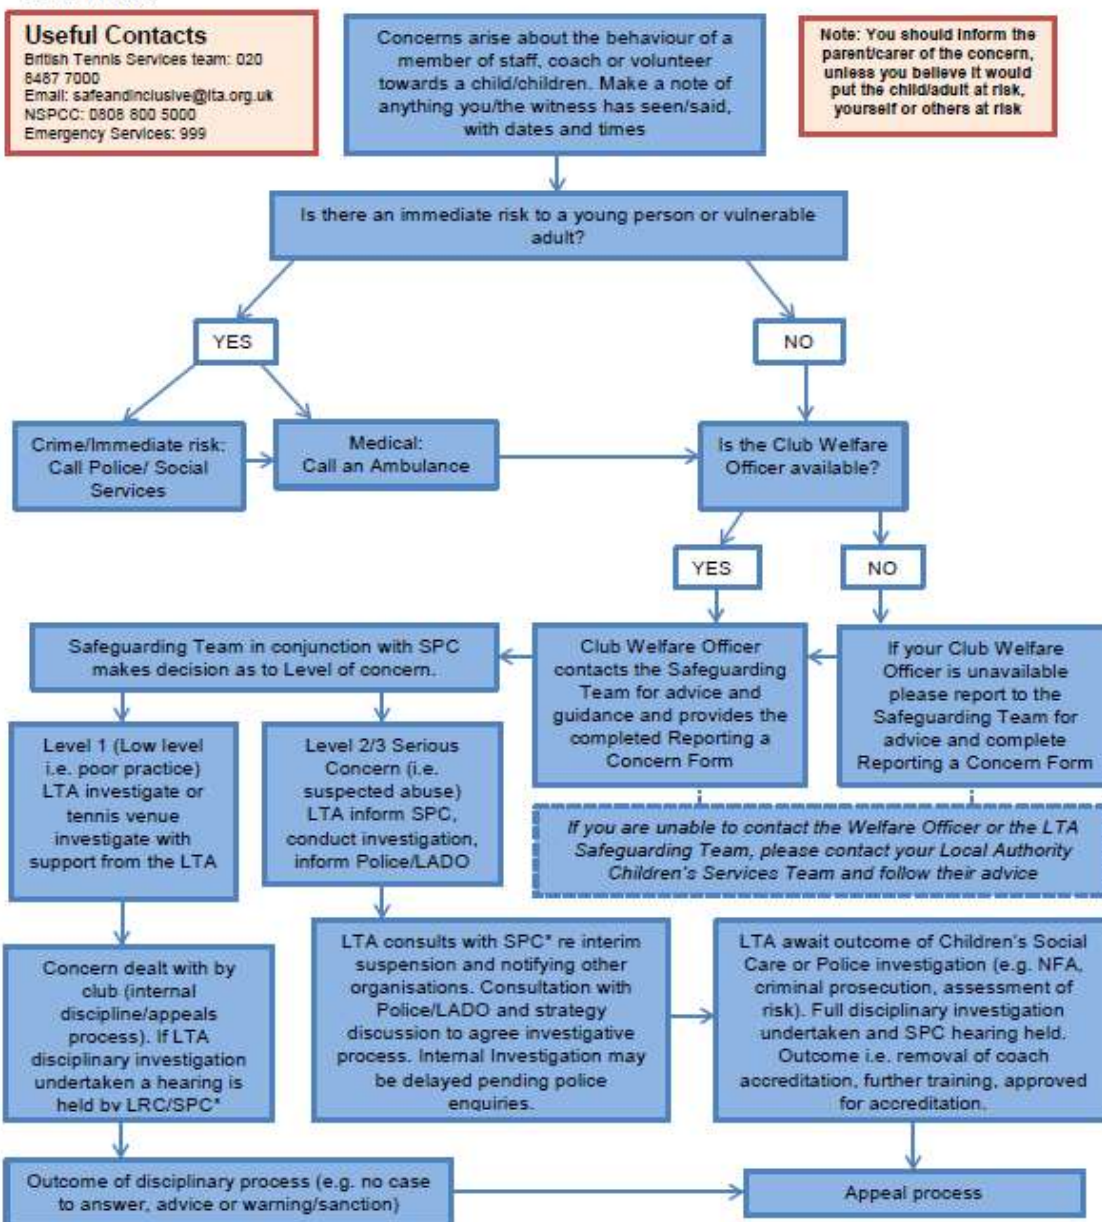 Useful Contacts
British Tennis Services team: 020
8487 7000
Email: safeandinclusive@lta.org.uk
NSPCC: 0808 800 5000
Emergency Services: 999
Concerns arise about the behaviour of a
member of staff, coach or volunteer
towards a child/children. Make a note of
anything you/the witness has seen/said,
with dates and times
Note: You should inform the
parent/carer of the concern,
unless you believe it would
put the child/adult at risk,
yourself or others at risk
Is there an immediate risk to a young person or vulnerable
adult?
YES
NO
Crime/Immediate risk:
Call Police/ Social
Services
Medical:
Call an Ambulance
Is the Club Welfare
Officer available?
YES
NO
Safeguarding Team in conjunction with SPC
makes decision as to Level of concern.
Club Welfare Officer
contacts the Safeguarding
Team for advice and
guidance and provides the
completed Reporting a
Concern Form
If your Club Welfare
Officer is unavailable
please report to the
Safeguarding Team for
advice and complete
Reporting a Concern Form
Level 1 (Low level
i.e. poor practice)
LTA investigate or
tennis venue
investigate with
support from the LTA
Level 2/3 Serious
Concern (i.e.
suspected abuse)
LTA inform SPC,
conduct investigation,
inform Police/LADO
If you are unable to contact the Welfare Officer or the LTA
Safeguarding Team, please contact your Local Authority
Children's Services Team and follow their advice
Concern dealt with by
club (internal
discipline/appeals
process). If LTA
disciplinary investigation
undertaken a hearing is
held by LRC/SPC*
LTA consults with SPC* re interim
suspension and notifying other
organisations. Consultation with
Police/LADO and strategy
discussion to agree investigative
process. Internal Investigation may
be delayed pending police
enquiries.
LTA await outcome of Children's Social
Care or Police investigation (e.g. NFA,
criminal prosecution, assessment of
risk). Full disciplinary investigation
undertaken and SPC hearing held.
Outcome i.e. removal of coach
accreditation, further training, approved
for accreditation.
Outcome of disciplinary process (e.g. no case
to answer, advice or warning/sanction)
Appeal process